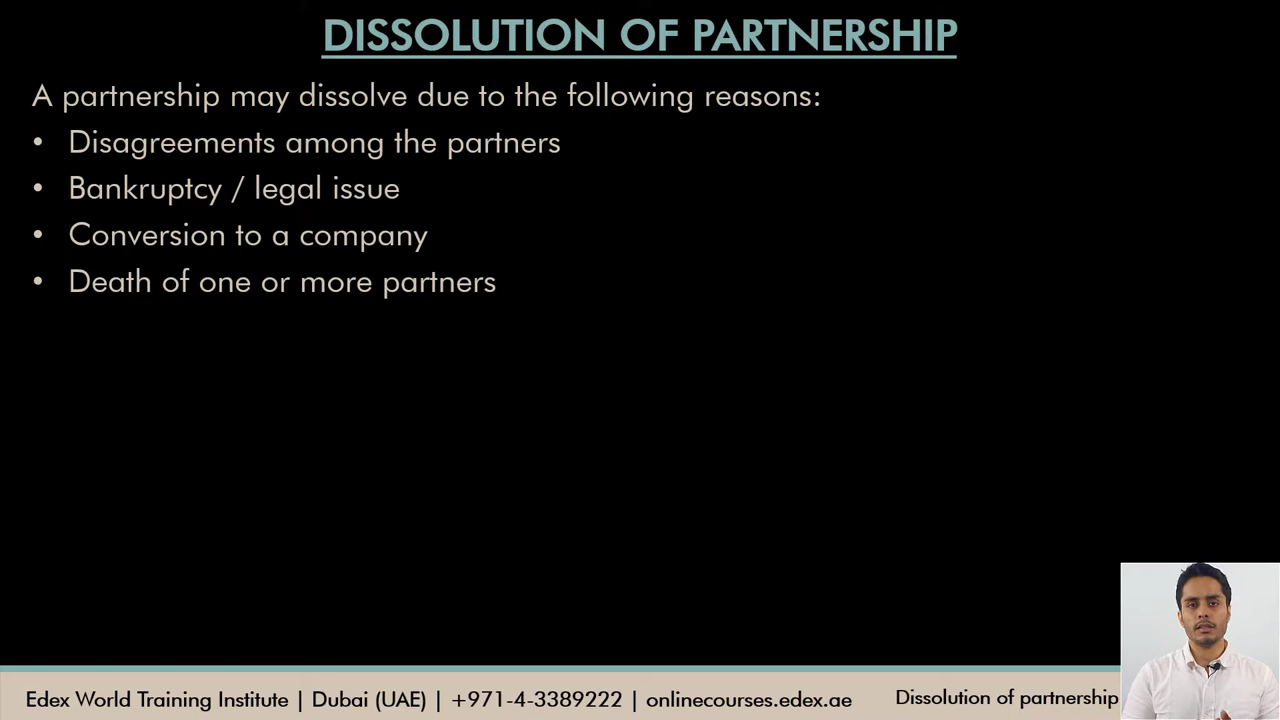 DISSOLUTION OF PARTNERSHIP
A partnership may dissolve due to the following reasons:
• Disagreements among the partners
• Bankruptcy / legal issue
• Conversion to a company
• Death of one or more partners
Edex World Training Institute | Dubai (UAE) | +971-4-3389222 | onlinecourses.edex.ae
Dissolution of partnership